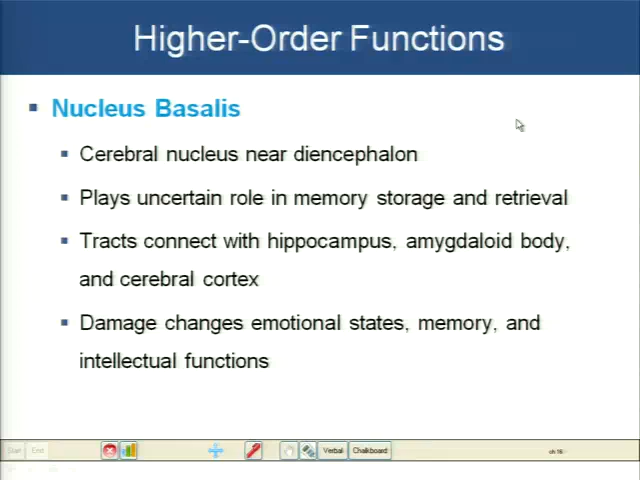 Higher-Order Functions
Nucleus Basalis
Cerebral nucleus near diencephalon
Plays uncertain role in memory storage and retrieval
Tracts connect with hippocampus, amygdaloid body,
and cerebral cortex
Damage changes emotional states, memory, and
intellectual functions
Start End Verbal Chalkboard